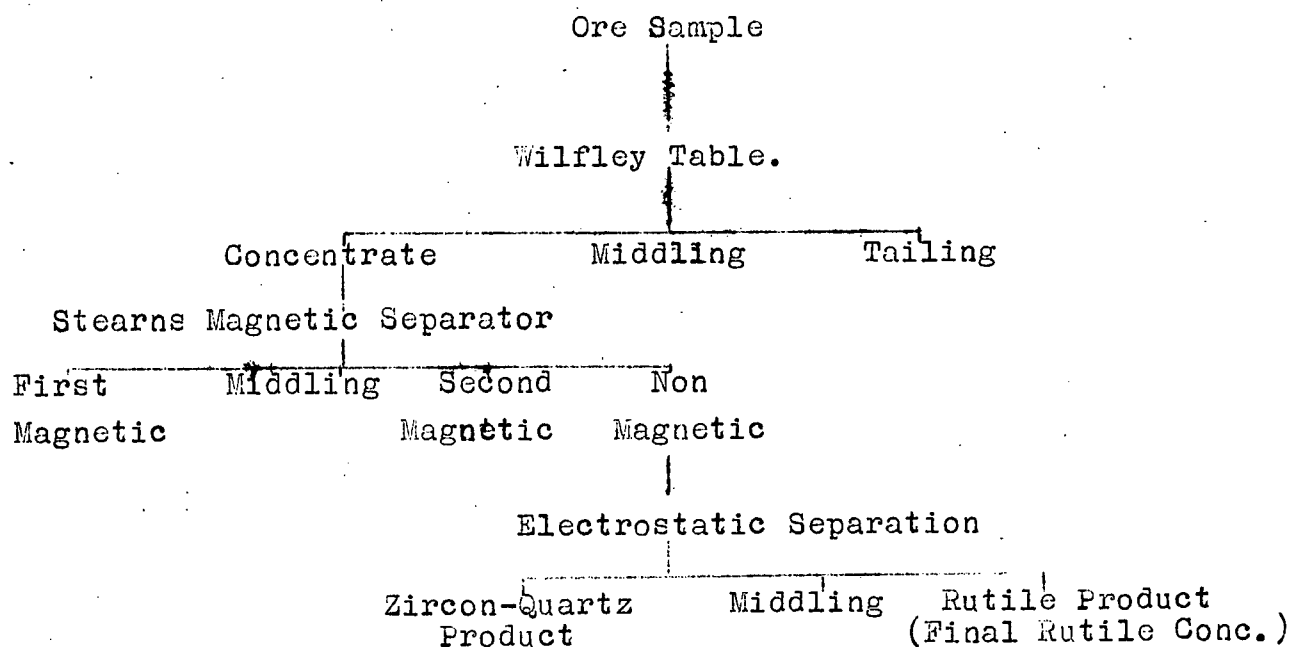 Ore Sample
Wilfley Table.
Concentrate Middling Tailing
Stearns Magnetic Separator
First Middling Second Non
Magnetic Magnetic Magnetic
Electrostatic Separation
Zircon-Quartz Middling Rutile Product
Product (Final Rutile Conc.)